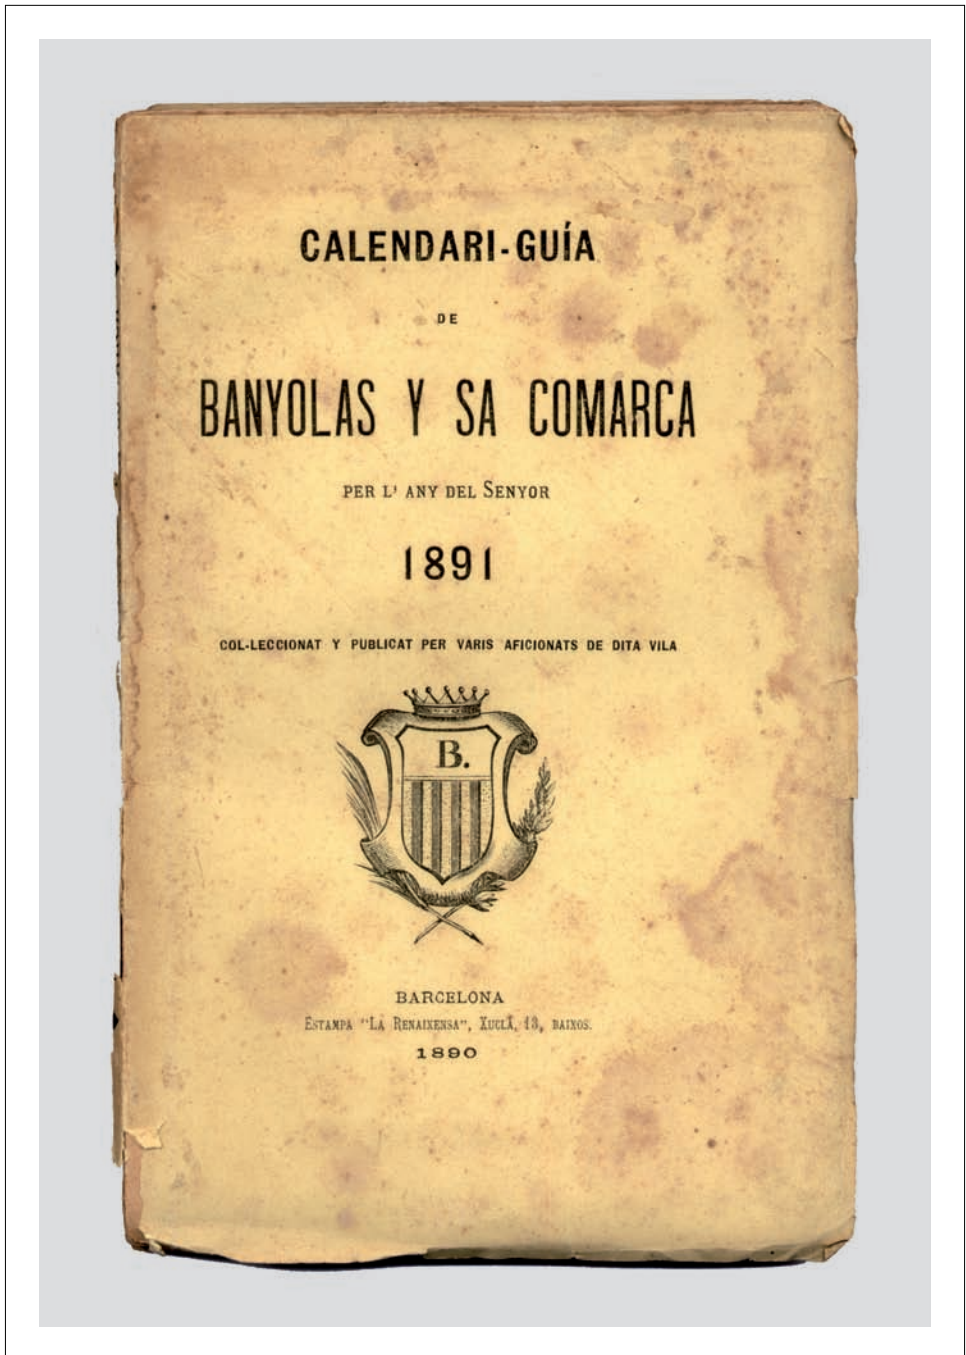 CALENDARI-GUÍA
DE
BANYOLAS Y SA COMARCA
PER L' ANY DEL SENYOR
1891
COL-LECCIONAT Y PUBLICAT PER VARIS AFICIONATS DE DITA VILA
B.
BARCELONA
ESTAMPA "LA RENAIXENSA", XUCLÁ, 13, BAIXOS.
1890